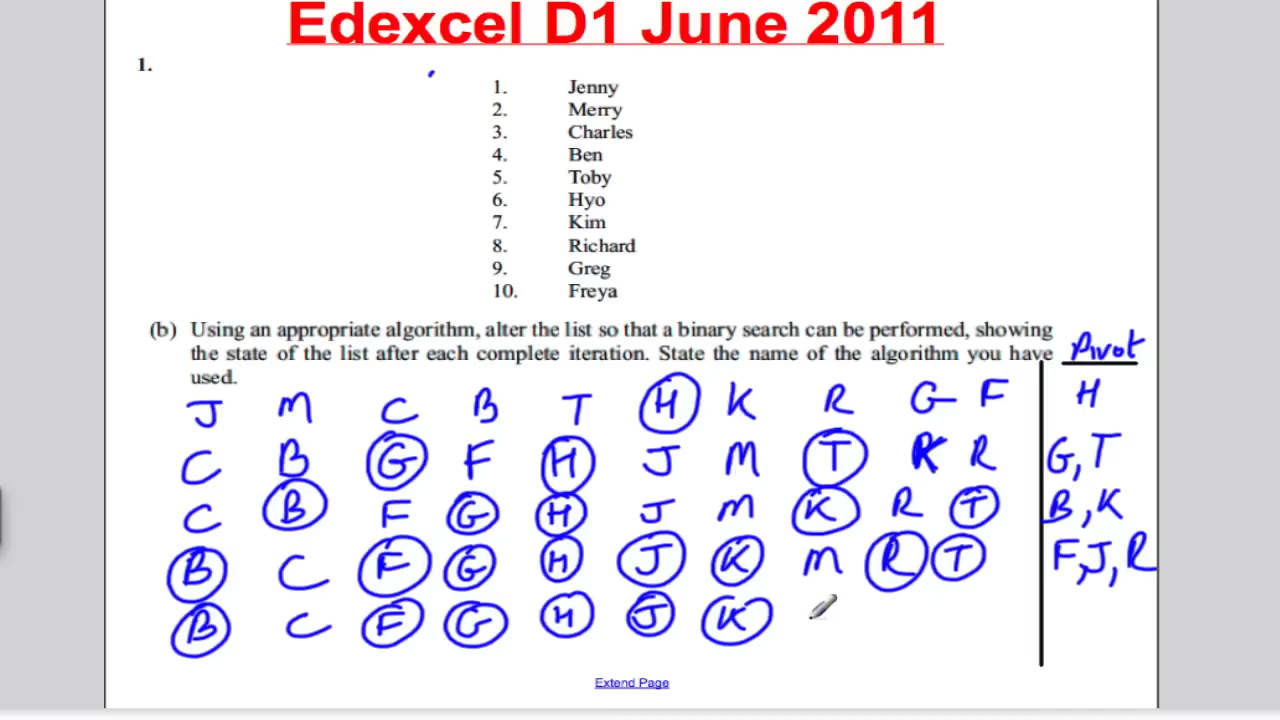 Edexcel D1 June 2011
1.
1. Jenny
2. Merry
3. Charles
4. Ben
5. Toby
6. Hyo
7. Kim
8. Richard
9. Greg
10. Freya
(b) Using an appropriate algorithm, alter the list so that a binary search can be performed, showing
the state of the list after each complete iteration. State the name of the algorithm you have
used.
Pivot
J M C B T H K R G F H
C B G F H J M T K R G, T
C B F G H J M K R T B, K
B C F G H J K M R T F, J, R
B C F G H J K
Extend Page